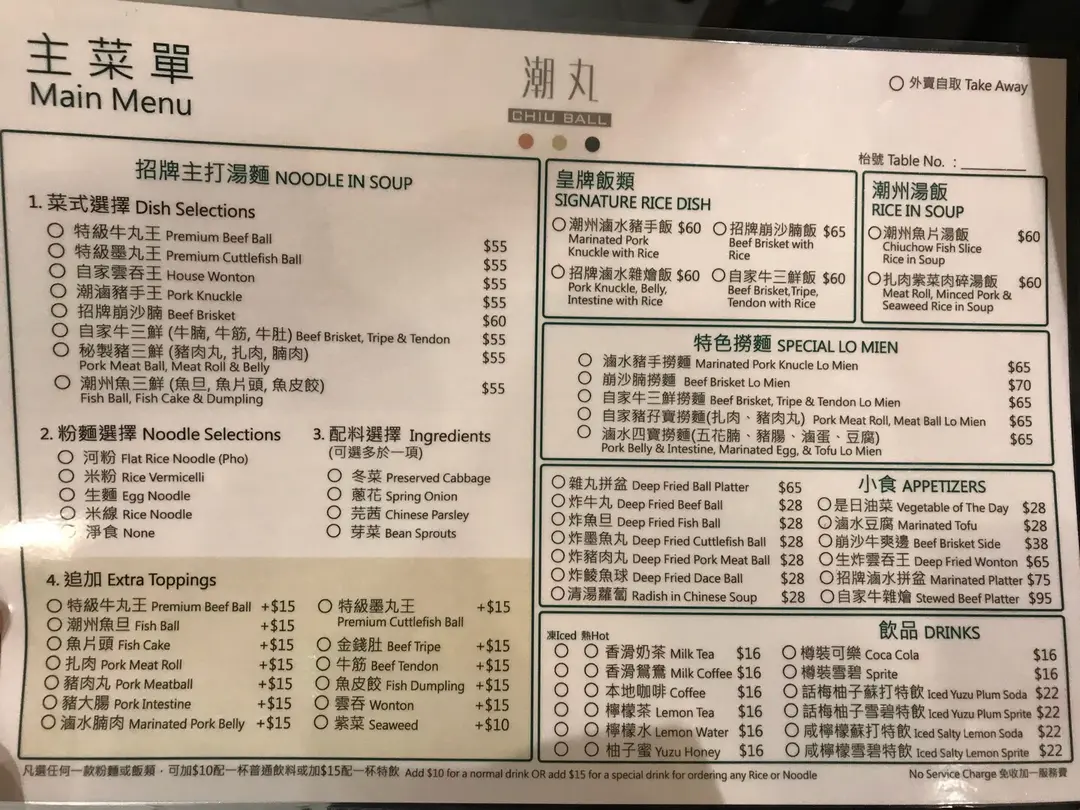 主菜單
Main Menu
潮丸
CHIU BALL
外賣自取 Take Away
枱號 Table No. : ________
招牌主打湯麵 NOODLE IN SOUP
1. 菜式選擇 Dish Selections
特級牛丸王 Premium Beef Ball $55
特級墨丸王 Premium Cuttlefish Ball $55
自家雲吞王 House Wonton $55
潮滷豬手王 Pork Knuckle $55
招牌崩沙腩 Beef Brisket $60
自家牛三鮮 (牛腩, 牛筋, 牛肚) Beef Brisket, Tripe & Tendon $55
秘製豬三鮮 (豬肉丸, 扎肉, 腩肉) $55
Pork Meat Ball, Meat Roll & Belly
潮州魚三鮮 (魚旦, 魚片頭, 魚皮餃) $55
Fish Ball, Fish Cake & Dumpling
2. 粉麵選擇 Noodle Selections
河粉 Flat Rice Noodle (Pho)
米粉 Rice Vermicelli
生麵 Egg Noodle
米線 Rice Noodle
淨食 None
3. 配料選擇 Ingredients
(可選多於一項)
冬菜 Preserved Cabbage
蔥花 Spring Onion
芫茜 Chinese Parsley
芽菜 Bean Sprouts
4. 追加 Extra Toppings
特級牛丸王 Premium Beef Ball +$15
潮州魚旦 Fish Ball +$15
魚片頭 Fish Cake +$15
扎肉 Pork Meat Roll +$15
豬肉丸 Pork Meatball +$15
豬大腸 Pork Intestine +$15
滷水腩肉 Marinated Pork Belly +$15
特級墨丸王 +$15
Premium Cuttlefish Ball
金錢肚 Beef Tripe +$15
牛筋 Beef Tendon +$15
魚皮餃 Fish Dumpling +$15
雲吞 Wonton +$15
紫菜 Seaweed +$10
皇牌飯類
SIGNATURE RICE DISH
潮州滷水豬手飯 $60
Marinated Pork
Knuckle with Rice
招牌崩沙腩飯 $65
Beef Brisket with
Rice
招牌滷水雜燴飯 $60
Pork Knuckle, Belly,
Intestine with Rice
自家牛三鮮飯 $60
Beef Brisket,Tripe,
Tendon with Rice
潮州湯飯
RICE IN SOUP
潮州魚片湯飯 $60
Chiuchow Fish Slice
Rice in Soup
扎肉紫菜肉碎湯飯 $60
Meat Roll, Minced Pork &
Seaweed Rice in Soup
特色撈麵 SPECIAL LO MIEN
滷水豬手撈麵 Marinated Pork Knucle Lo Mien $65
崩沙腩撈麵 Beef Brisket Lo Mien $70
自家牛三鮮撈麵 Beef Brisket, Tripe & Tendon Lo Mien $65
自家豬孖寶撈麵(扎肉、豬肉丸) Pork Meat Roll, Meat Ball Lo Mien $65
滷水四寶撈麵(五花腩、豬腸、滷蛋、豆腐) $65
Pork Belly & Intestine, Marinated Egg, & Tofu Lo Mien
小食 APPETIZERS
雜丸拼盆 Deep Fried Ball Platter $65
炸牛丸 Deep Fried Beef Ball $28
炸魚旦 Deep Fried Fish Ball $28
炸墨魚丸 Deep Fried Cuttlefish Ball $28
炸豬肉丸 Deep Fried Pork Meat Ball $28
炸鯪魚球 Deep Fried Dace Ball $28
清湯蘿蔔 Radish in Chinese Soup $28
是日油菜 Vegetable of The Day $28
滷水豆腐 Marinated Tofu $28
崩沙牛爽邊 Beef Brisket Side $38
生炸雲吞王 Deep Fried Wonton $65
招牌滷水拼盆 Marinated Platter $75
自家牛雜燴 Stewed Beef Platter $95
飲品 DRINKS
凍Iced 熱Hot
香滑奶茶 Milk Tea $16
香滑鴛鴦 Milk Coffee $16
本地咖啡 Coffee $16
檸檬茶 Lemon Tea $16
檸檬水 Lemon Water $16
柚子蜜 Yuzu Honey $16
樽裝可樂 Coca Cola $16
樽裝雪碧 Sprite $16
話梅柚子蘇打特飲 Iced Yuzu Plum Soda $22
話梅柚子雪碧特飲 Iced Yuzu Plum Sprite $22
咸檸檬蘇打特飲 Iced Salty Lemon Soda $22
咸檸檬雪碧特飲 Iced Salty Lemon Sprite $22
凡選任何一款粉麵或飯類，可加$10配一杯普通飲料或加$15配一杯特飲 Add $10 for a normal drink OR add $15 for a special drink for ordering any Rice or Noodle
No Service Charge 免收加一服務費